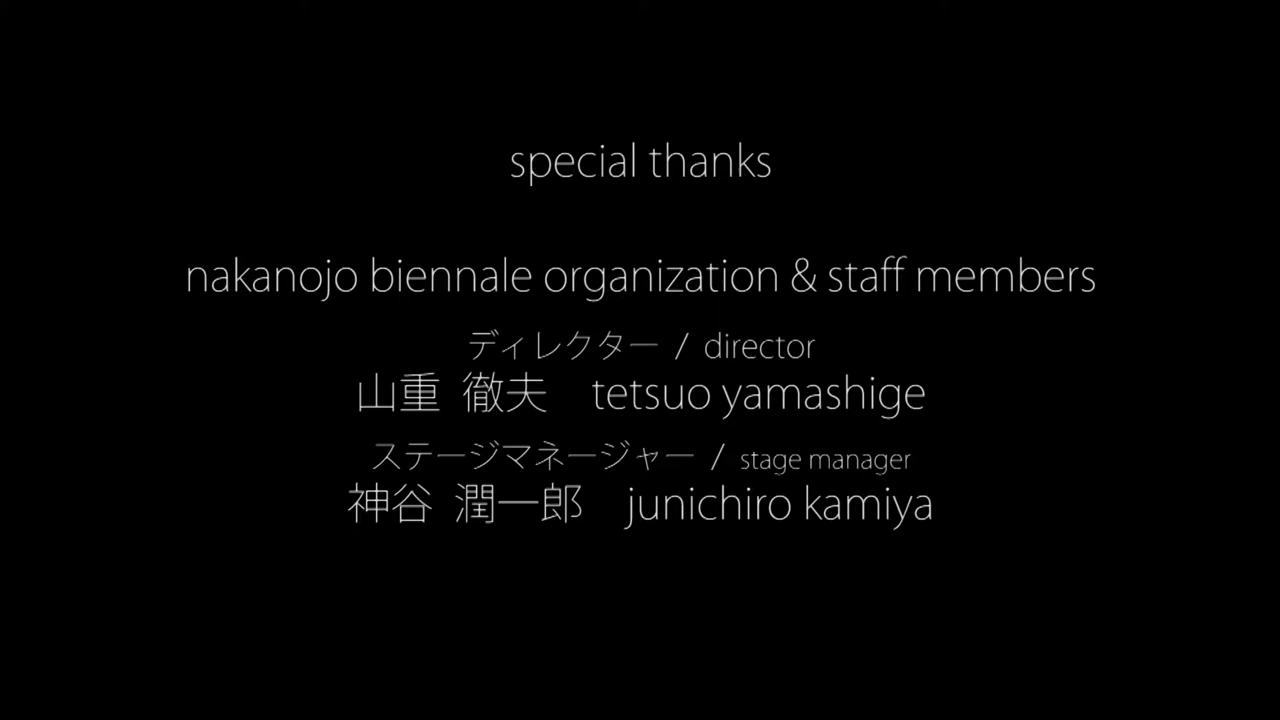 special thanks
nakanojo biennale organization & staff members
ディレクター / director
山重 徹夫 tetsuo yamashige
ステージマネージャー / stage manager
神谷 潤一郎 junichiro kamiya